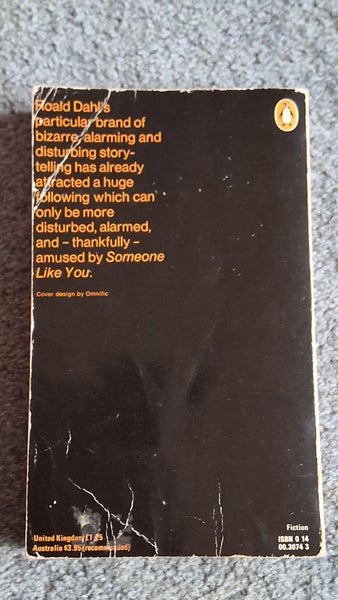 Roald Dahl's
particular brand of
bizarre, alarming and
disturbing story-
telling has already
attracted a huge
following which can
only be more
disturbed, alarmed,
and – thankfully –
amused by Someone
Like You.
Cover design by Omnific
Fiction
United Kingdom
ISBN 0 14
Australia $3.95 (recommended)
00.3074 3